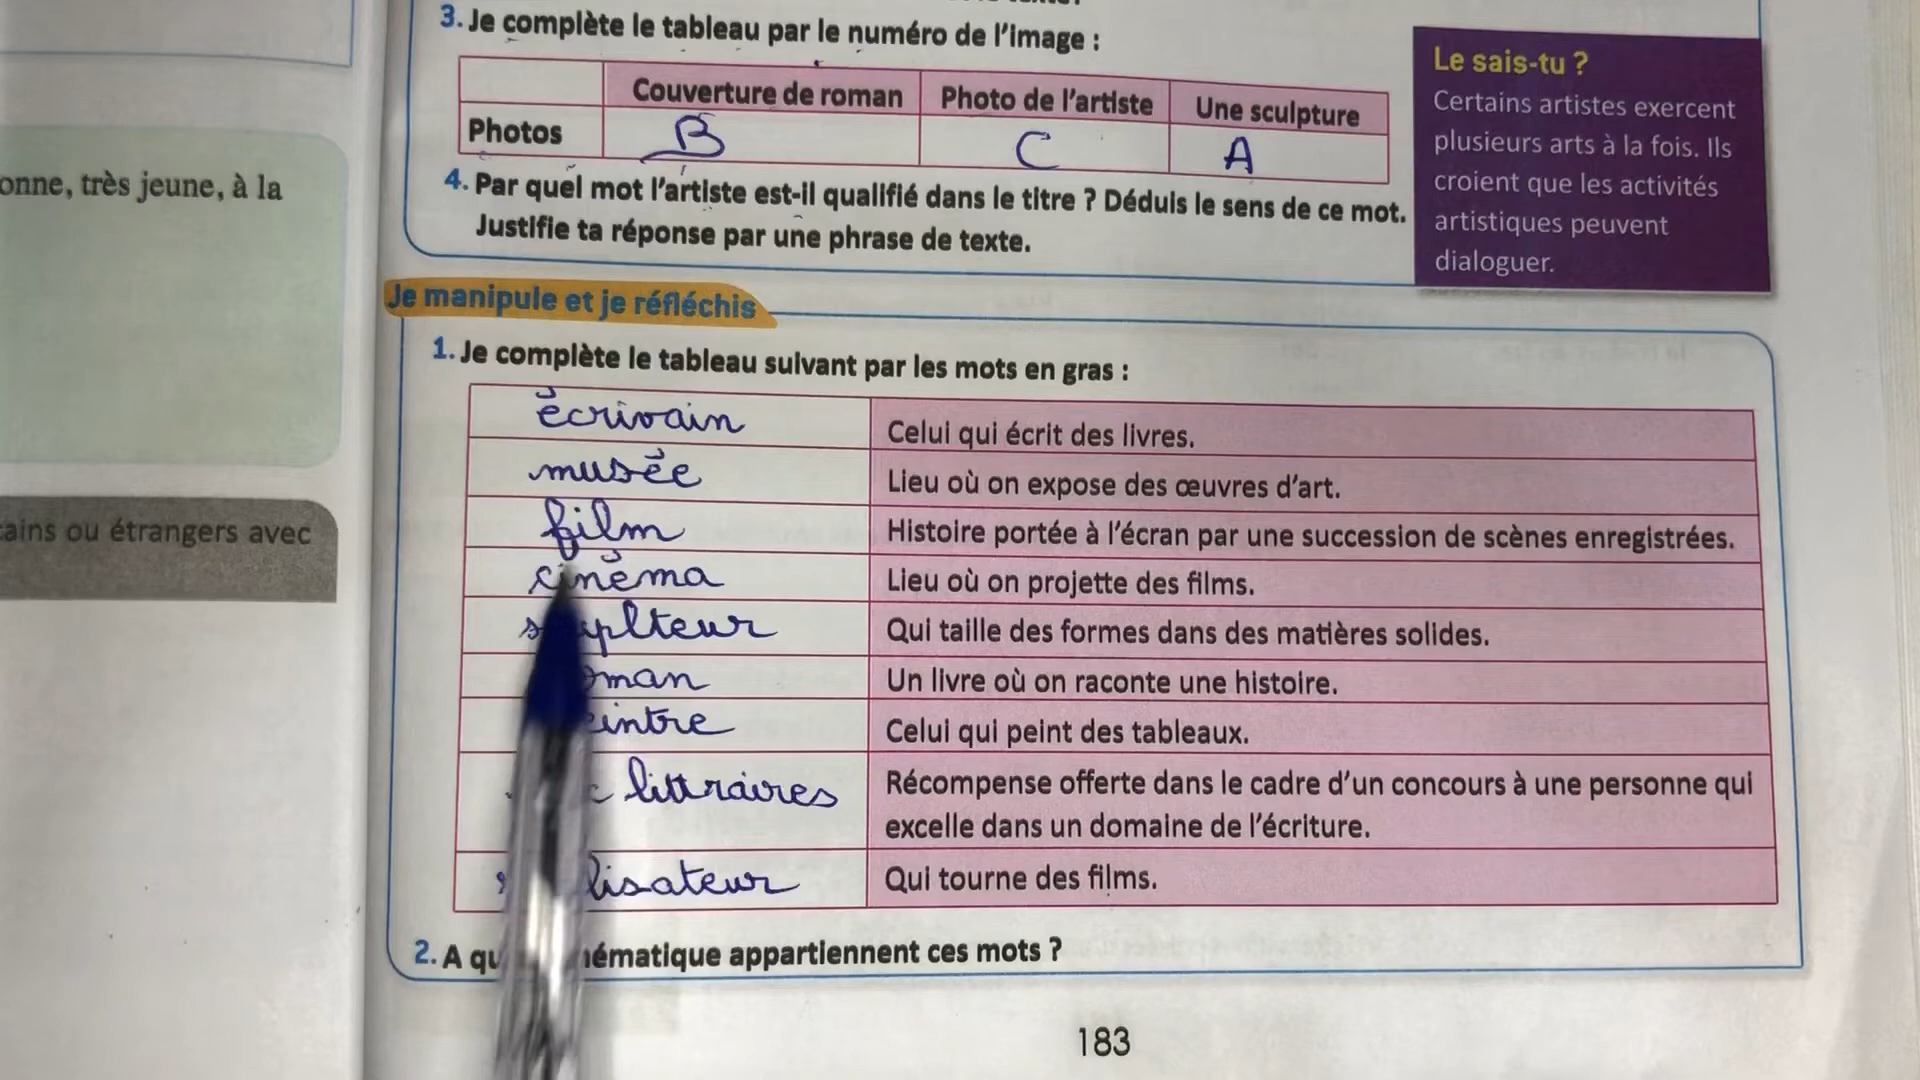 3. Je complète le tableau par le numéro de l'image :
Couverture de roman Photo de l'artiste Une sculpture
Photos B C A
4. Par quel mot l'artiste est-il qualifié dans le titre ? Déduis le sens de ce mot.
Justifie ta réponse par une phrase de texte.
Le sais-tu ?
Certains artistes exercent
plusieurs arts à la fois. Ils
croient que les activités
artistiques peuvent
dialoguer.
très jeune, à la
ou étrangers avec
Je manipule et je réfléchis
1. Je complète le tableau suivant par les mots en gras :
écrivain Celui qui écrit des livres.
musée Lieu où on expose des œuvres d'art.
film Histoire portée à l'écran par une succession de scènes enregistrées.
cinéma Lieu où on projette des films.
Qui taille des formes dans des matières solides.
Un livre où on raconte une histoire.
Celui qui peint des tableaux.
littraires Récompense offerte dans le cadre d'un concours à une personne qui
excelle dans un domaine de l'écriture.
Qui tourne des films.
2. A appartiennent ces mots ?
183